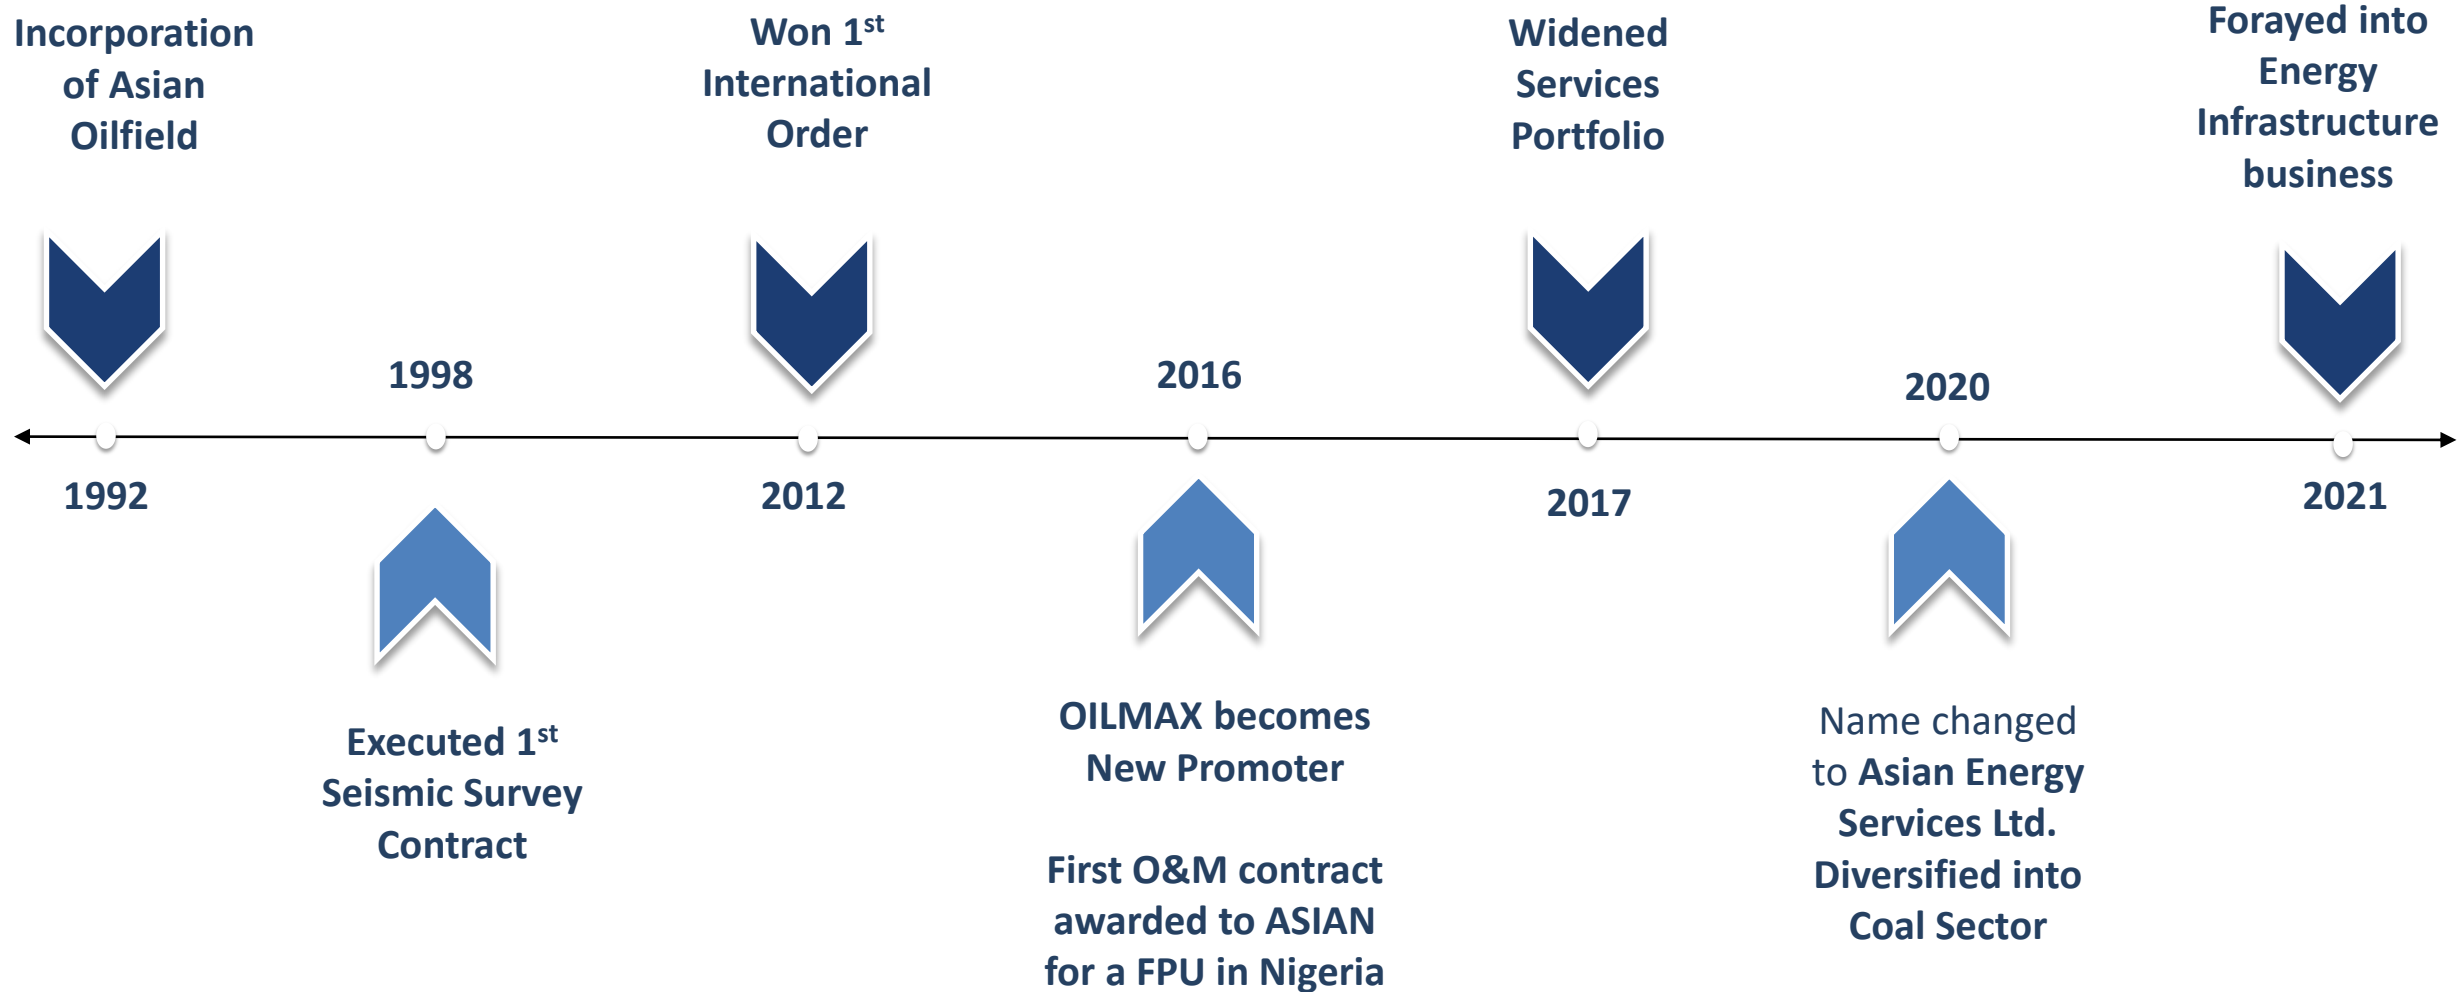 Incorporation
of Asian
Oilfield
1992
1998
Executed 1st
Seismic Survey
Contract
Won 1st
International
Order
2012
2016
OILMAX becomes
New Promoter
First O&M contract
awarded to ASIAN
for a FPU in Nigeria
Widened
Services
Portfolio
2017
2020
Name changed
to Asian Energy
Services Ltd.
Diversified into
Coal Sector
Forayed into
Energy
Infrastructure
business
2021